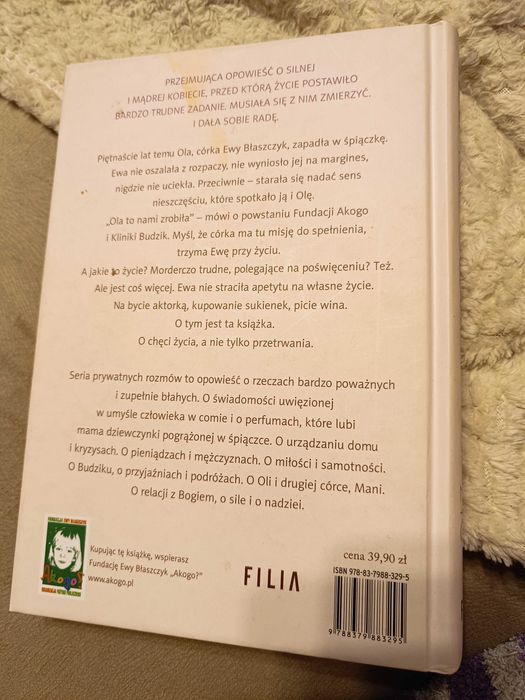 PRZEJMUJĄCA OPOWIEŚĆ O SILNEJ
I MĄDREJ KOBIECIE, PRZED KTÓRĄ ŻYCIE POSTAWIŁO
BARDZO TRUDNE ZADANIE. MUSIAŁA SIĘ Z NIM ZMIERZYĆ.
I DAŁA SOBIE RADĘ.
Piętnaście lat temu Ola, córka Ewy Błaszczyk, zapadła w śpiączkę.
Ewa nie oszalała z rozpaczy, nie wyniosło jej na margines,
nigdzie nie uciekła. Przeciwnie – starała się nadać sens
nieszczęściu, które spotkało ją i Olę.
„Ola to nami zrobiła” – mówi o powstaniu Fundacji Akogo
i Kliniki Budzik. Myśl, że córka ma tu misję do spełnienia,
trzyma Ewę przy życiu.
A jakie to życie? Morderczo trudne, polegające na poświęceniu? Też.
Ale jest coś więcej. Ewa nie straciła apetytu na własne życie.
Na bycie aktorką, kupowanie sukienek, picie wina.
O tym jest ta książka.
O chęci życia, a nie tylko przetrwania.
Seria prywatnych rozmów to opowieść o rzeczach bardzo poważnych
i zupełnie błahych. O świadomości uwięzionej
w umyśle człowieka w comie i o perfumach, które lubi
mama dziewczynki pogrążonej w śpiączce. O urządzaniu domu
i kryzysach. O pieniądzach i mężczyznach. O miłości i samotności.
O Budziku, o przyjaźniach i podróżach. O Oli i drugiej córce, Mani.
O relacji z Bogiem, o sile i o nadziei.
FUNDACJA EWY BŁASZCZYK
Akogo?
Kupując tę książkę, wspierasz
Fundację Ewy Błaszczyk „Akogo?”
www.akogo.pl
FILIA
cena 39,90 zł
ISBN 978-83-7988-329-5
9 788379 883295